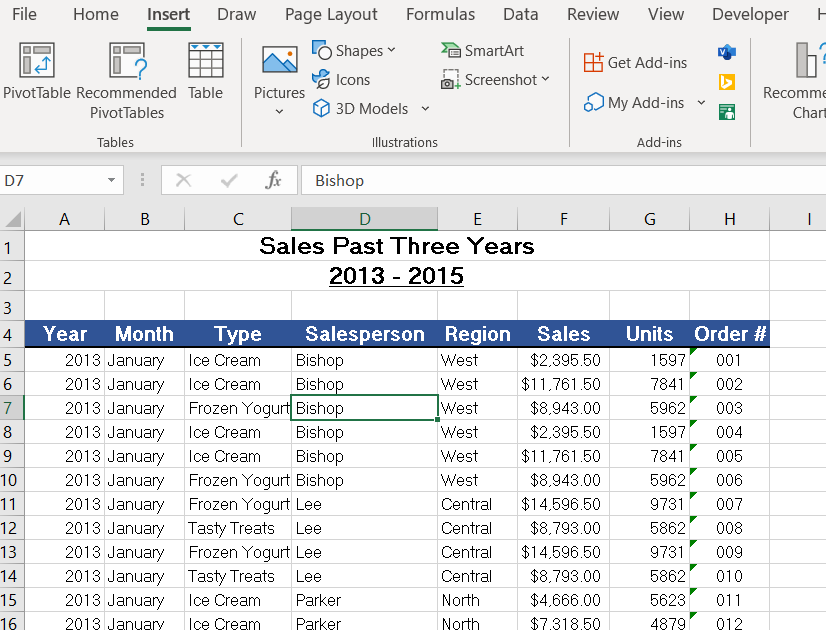 File Home Insert Draw Page Layout Formulas Data Review View Developer
PivotTable Recommended PivotTables Table
Pictures
Shapes
Icons
3D Models
SmartArt
Screenshot
Get Add-ins
My Add-ins
Tables Illustrations Add-ins
D7 fx Bishop
A B C D E F G H I
1 Sales Past Three Years
2 2013 - 2015
3
4 Year Month Type Salesperson Region Sales Units Order #
5 2013 January Ice Cream Bishop West $2,395.50 1597 001
6 2013 January Ice Cream Bishop West $11,761.50 7841 002
7 2013 January Frozen Yogurt Bishop West $8,943.00 5962 003
8 2013 January Ice Cream Bishop West $2,395.50 1597 004
9 2013 January Ice Cream Bishop West $11,761.50 7841 005
10 2013 January Frozen Yogurt Bishop West $8,943.00 5962 006
11 2013 January Frozen Yogurt Lee Central $14,596.50 9731 007
12 2013 January Tasty Treats Lee Central $8,793.00 5862 008
13 2013 January Frozen Yogurt Lee Central $14,596.50 9731 009
14 2013 January Tasty Treats Lee Central $8,793.00 5862 010
15 2013 January Ice Cream Parker North $4,666.00 5623 011
16 2013 January Ice Cream Parker North $7,318.50 4879 012